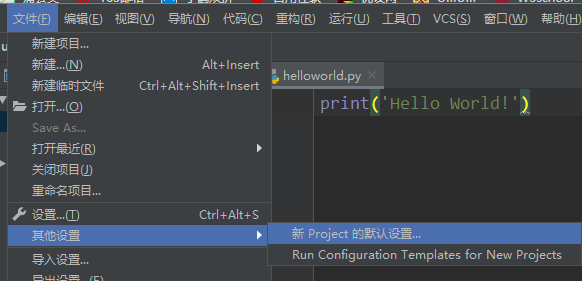 文件(F) 编辑(E) 视图(V) 导航(N) 代码(C) 重构(R) 运行(U) 工具(T) VCS(S) 窗口(W) 帮助(H)
新建项目...
新建...(N) Alt+Insert
helloworld.py ×
新建临时文件 Ctrl+Alt+Shift+Insert
打开...(O)
print('Hello World!')
Save As...
打开最近(R)
关闭项目(J)
重命名项目...
设置...(T) Ctrl+Alt+S
其他设置
新 Project 的默认设置...
Run Configuration Templates for New Projects
导入设置...
导出设置...(E)